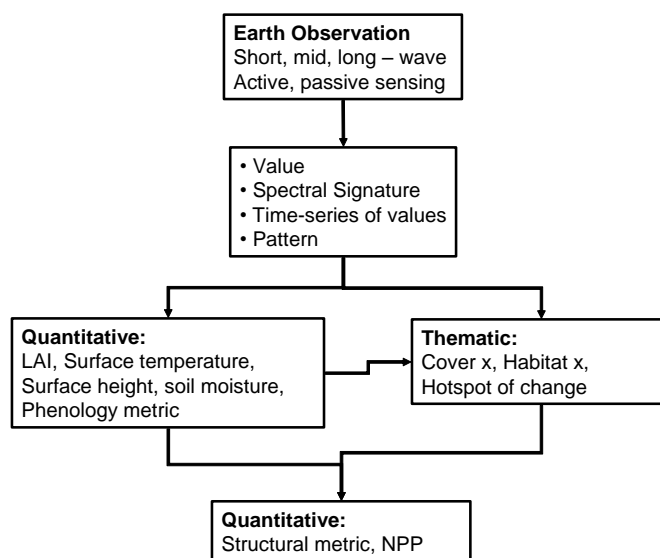 Earth Observation
Short, mid, long – wave
Active, passive sensing
• Value
• Spectral Signature
• Time-series of values
• Pattern
Quantitative:
LAI, Surface temperature,
Surface height, soil moisture,
Phenology metric
Thematic:
Cover x, Habitat x,
Hotspot of change
Quantitative:
Structural metric, NPP